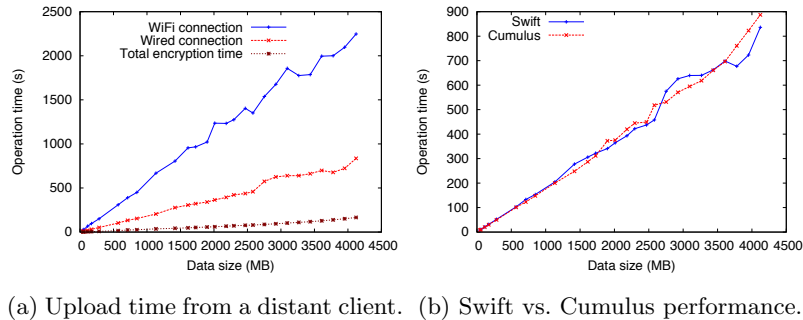 WiFi connection
Wired connection
Total encryption time
2500
2000
1500
1000
500
0
Operation time (s)
0 500 1000 1500 2000 2500 3000 3500 4000 4500
Data size (MB)
(a) Upload time from a distant client.
Swift
Cumulus
900
800
700
600
500
400
300
200
100
0
Operation time (s)
0 500 1000 1500 2000 2500 3000 3500 4000 4500
Data size (MB)
(b) Swift vs. Cumulus performance.